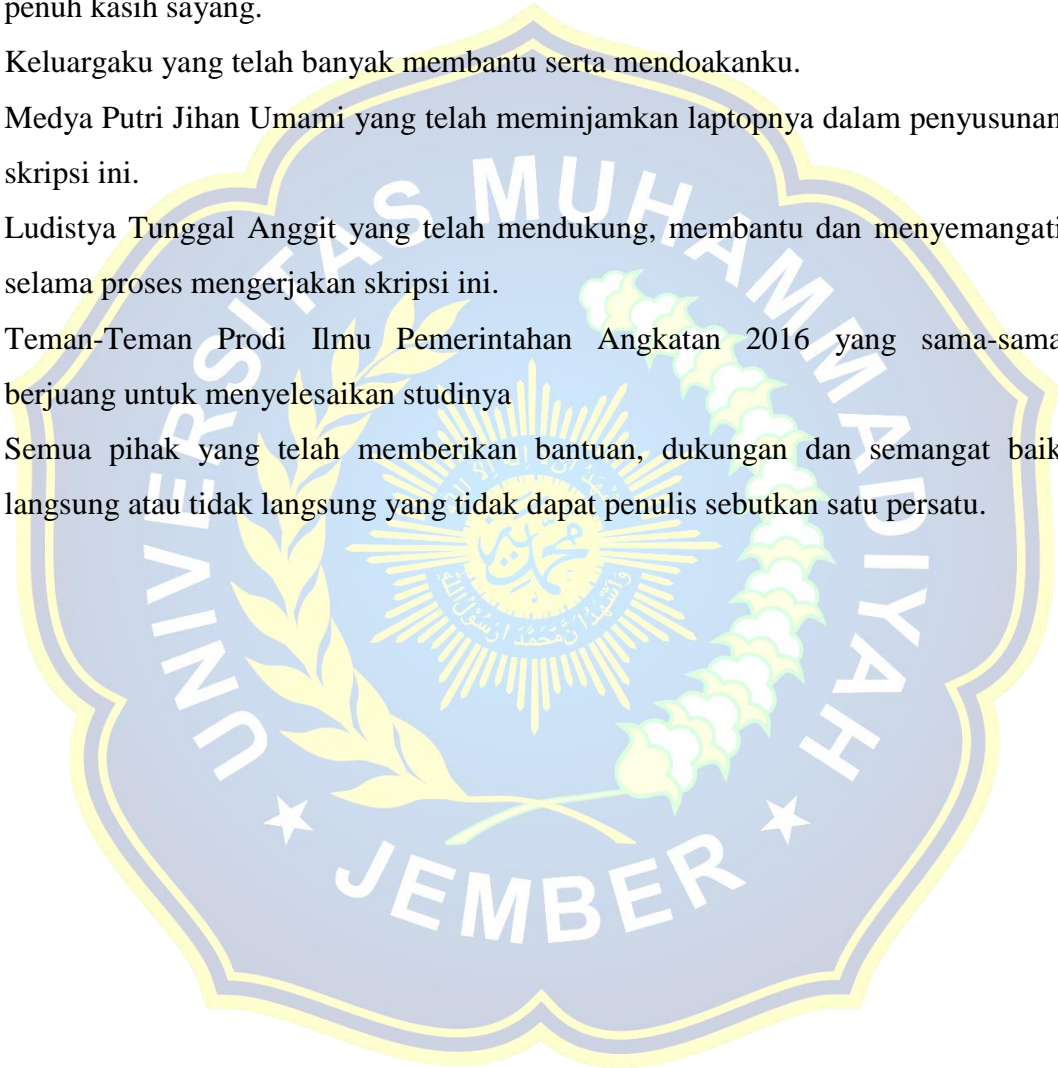 penuh kasih sayang.
Keluargaku yang telah banyak membantu serta mendoakanku.
Medya Putri Jihan Umami yang telah meminjamkan laptopnya dalam penyusunan
skripsi ini.
Ludistya Tunggal Anggit yang telah mendukung, membantu dan menyemangati
selama proses mengerjakan skripsi ini.
Teman-Teman Prodi Ilmu Pemerintahan Angkatan 2016 yang sama-sama
berjuang untuk menyelesaikan studinya
Semua pihak yang telah memberikan bantuan, dukungan dan semangat baik
langsung atau tidak langsung yang tidak dapat penulis sebutkan satu persatu.
UNIVERSITAS MUHAMMADIYAH
JEMBER
محمد